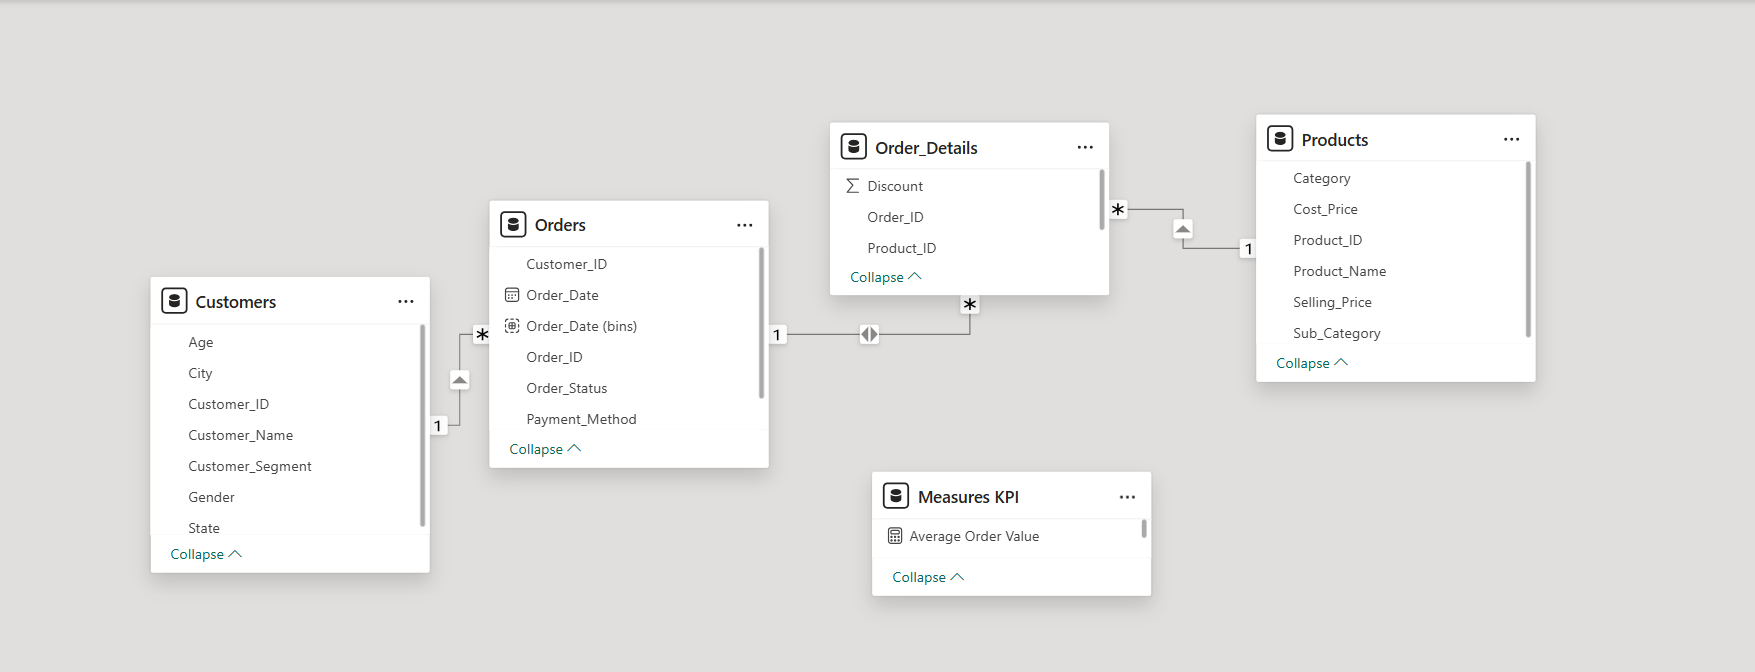 Customers
Age
City
Customer_ID
Customer_Name
Customer_Segment
Gender
State
Collapse
1
*
Orders
Customer_ID
Order_Date
Order_Date (bins)
Order_ID
Order_Status
Payment_Method
Collapse
1
*
Order_Details
Discount
Order_ID
Product_ID
Collapse
*
1
Products
Category
Cost_Price
Product_ID
Product_Name
Selling_Price
Sub_Category
Collapse
Measures KPI
Average Order Value
Collapse